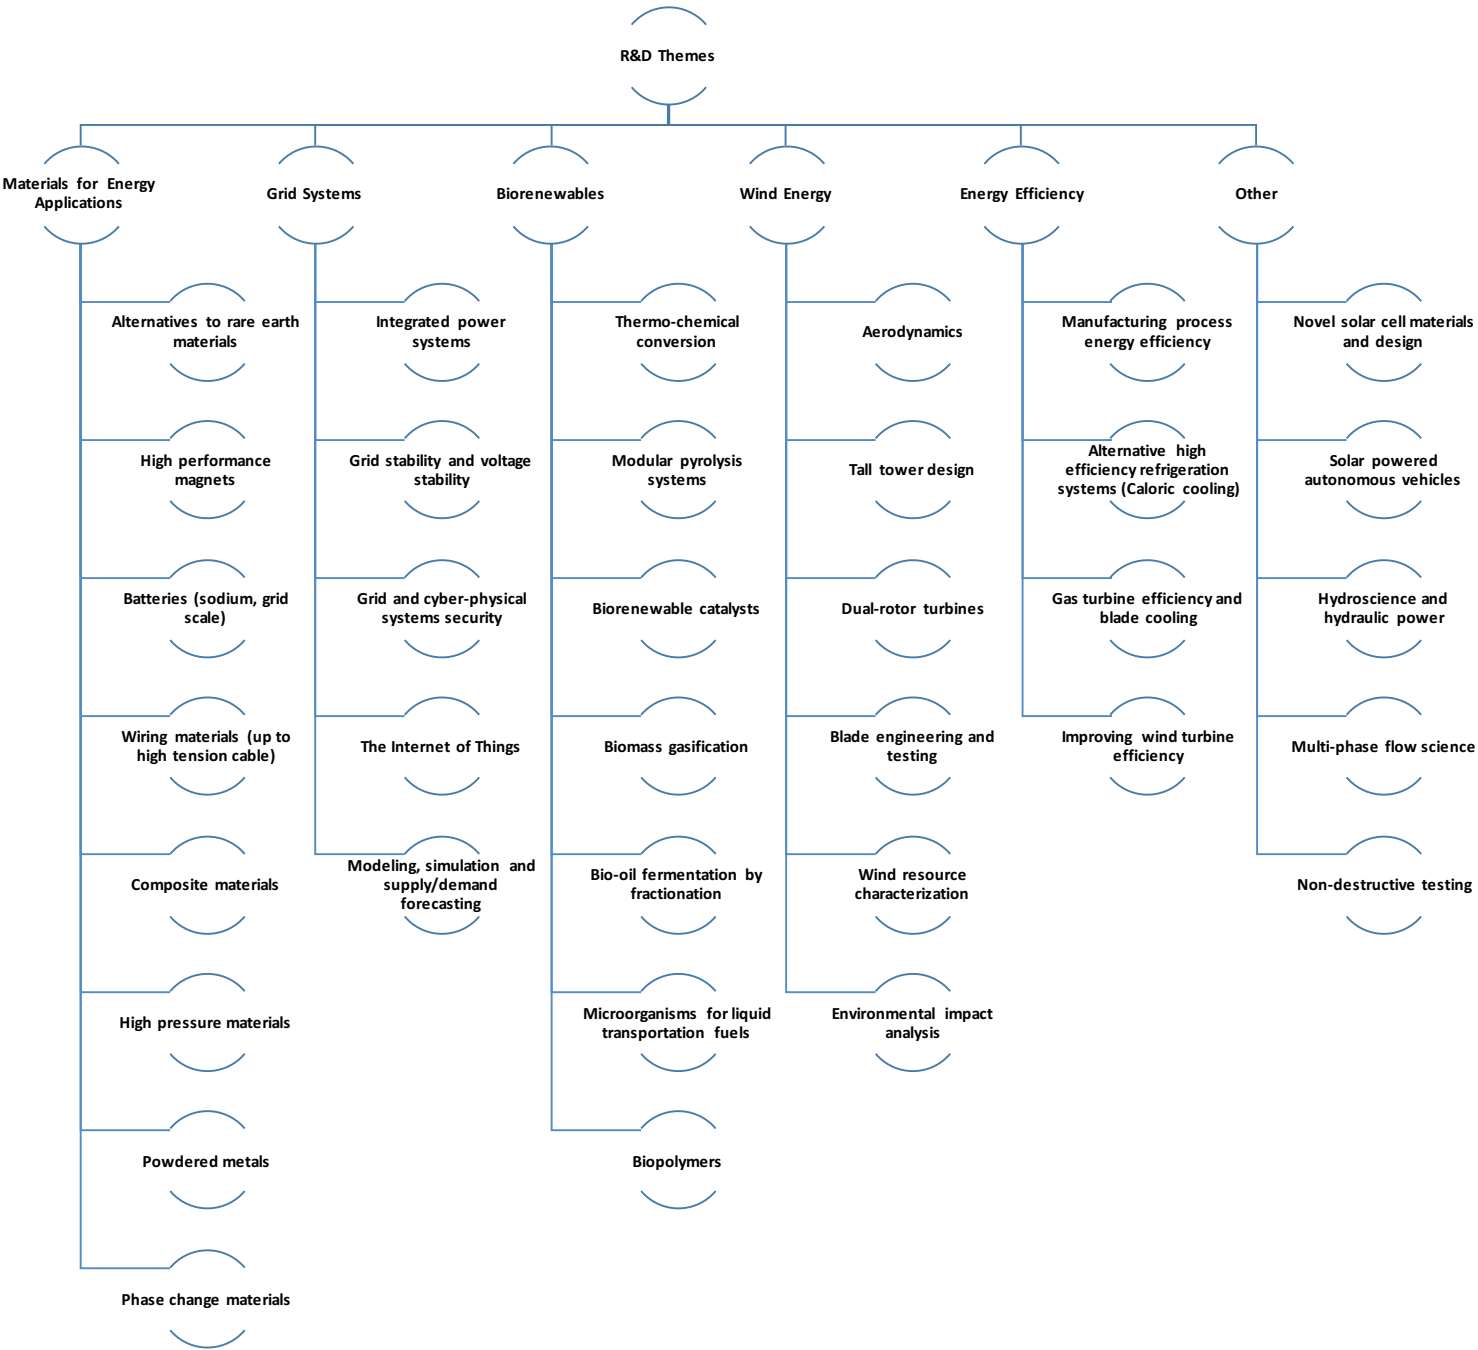 R&D Themes
Materials for Energy
Applications
Grid Systems
Biorenewables
Wind Energy
Energy Efficiency
Other
Alternatives to rare earth
materials
High performance
magnets
Batteries (sodium, grid
scale)
Wiring materials (up to
high tension cable)
Composite materials
High pressure materials
Powdered metals
Phase change materials
Integrated power
systems
Grid stability and voltage
stability
Grid and cyber-physical
systems security
The Internet of Things
Modeling, simulation and
supply/demand
forecasting
Thermo-chemical
conversion
Modular pyrolysis
systems
Biorenewable catalysts
Biomass gasification
Bio-oil fermentation by
fractionation
Microorganisms for liquid
transportation fuels
Biopolymers
Aerodynamics
Tall tower design
Dual-rotor turbines
Blade engineering and
testing
Wind resource
characterization
Environmental impact
analysis
Manufacturing process
energy efficiency
Alternative high
efficiency refrigeration
systems (Caloric cooling)
Gas turbine efficiency and
blade cooling
Improving wind turbine
efficiency
Novel solar cell materials
and design
Solar powered
autonomous vehicles
Hydroscience and
hydraulic power
Multi-phase flow science
Non-destructive testing